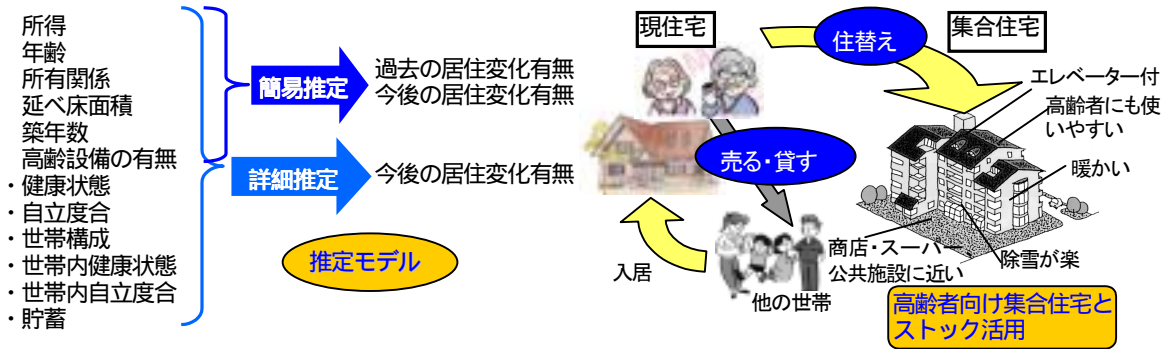 所得
年齢
所有関係
延べ床面積
築年数
高齢設備の有無
・健康状態
・自立度合
・世帯構成
・世帯内健康状態
・世帯内自立度合
・貯蓄
簡易推定
過去の居住変化有無
今後の居住変化有無
詳細推定
今後の居住変化有無
推定モデル
現住宅
住替え
集合住宅
エレベーター付
高齢者にも使
いやすい
暖かい
売る・貸す
商店・スーパー
公共施設に近い
除雪が楽
入居
他の世帯
高齢者向け集合住宅と
ストック活用